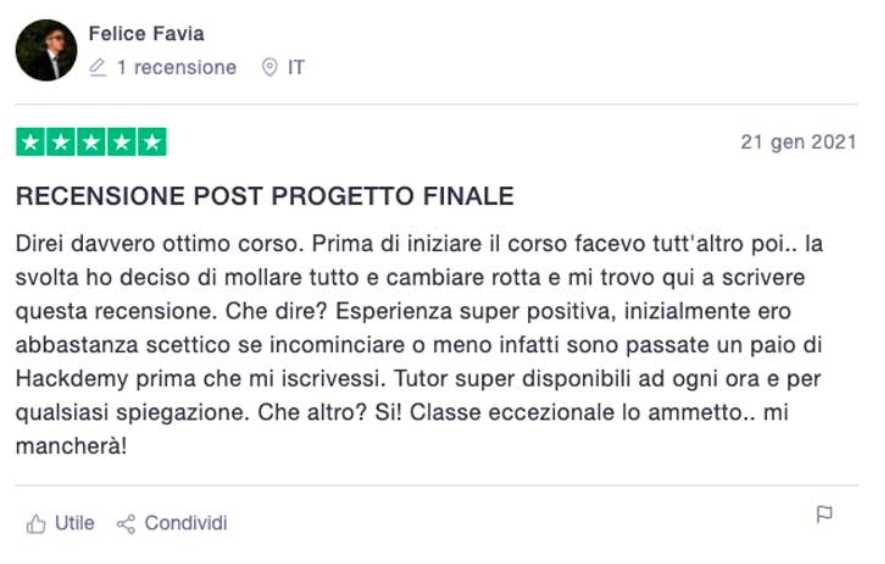 Felice Favia
1 recensione IT
21 gen 2021
RECENSIONE POST PROGETTO FINALE
Direi davvero ottimo corso. Prima di iniziare il corso facevo tutt'altro poi.. la
svolta ho deciso di mollare tutto e cambiare rotta e mi trovo qui a scrivere
questa recensione. Che dire? Esperienza super positiva, inizialmente ero
abbastanza scettico se incominciare o meno infatti sono passate un paio di
Hackdemy prima che mi iscrivessi. Tutor super disponibili ad ogni ora e per
qualsiasi spiegazione. Che altro? Si! Classe eccezionale lo ammetto.. mi
mancherà!
Utile Condividi